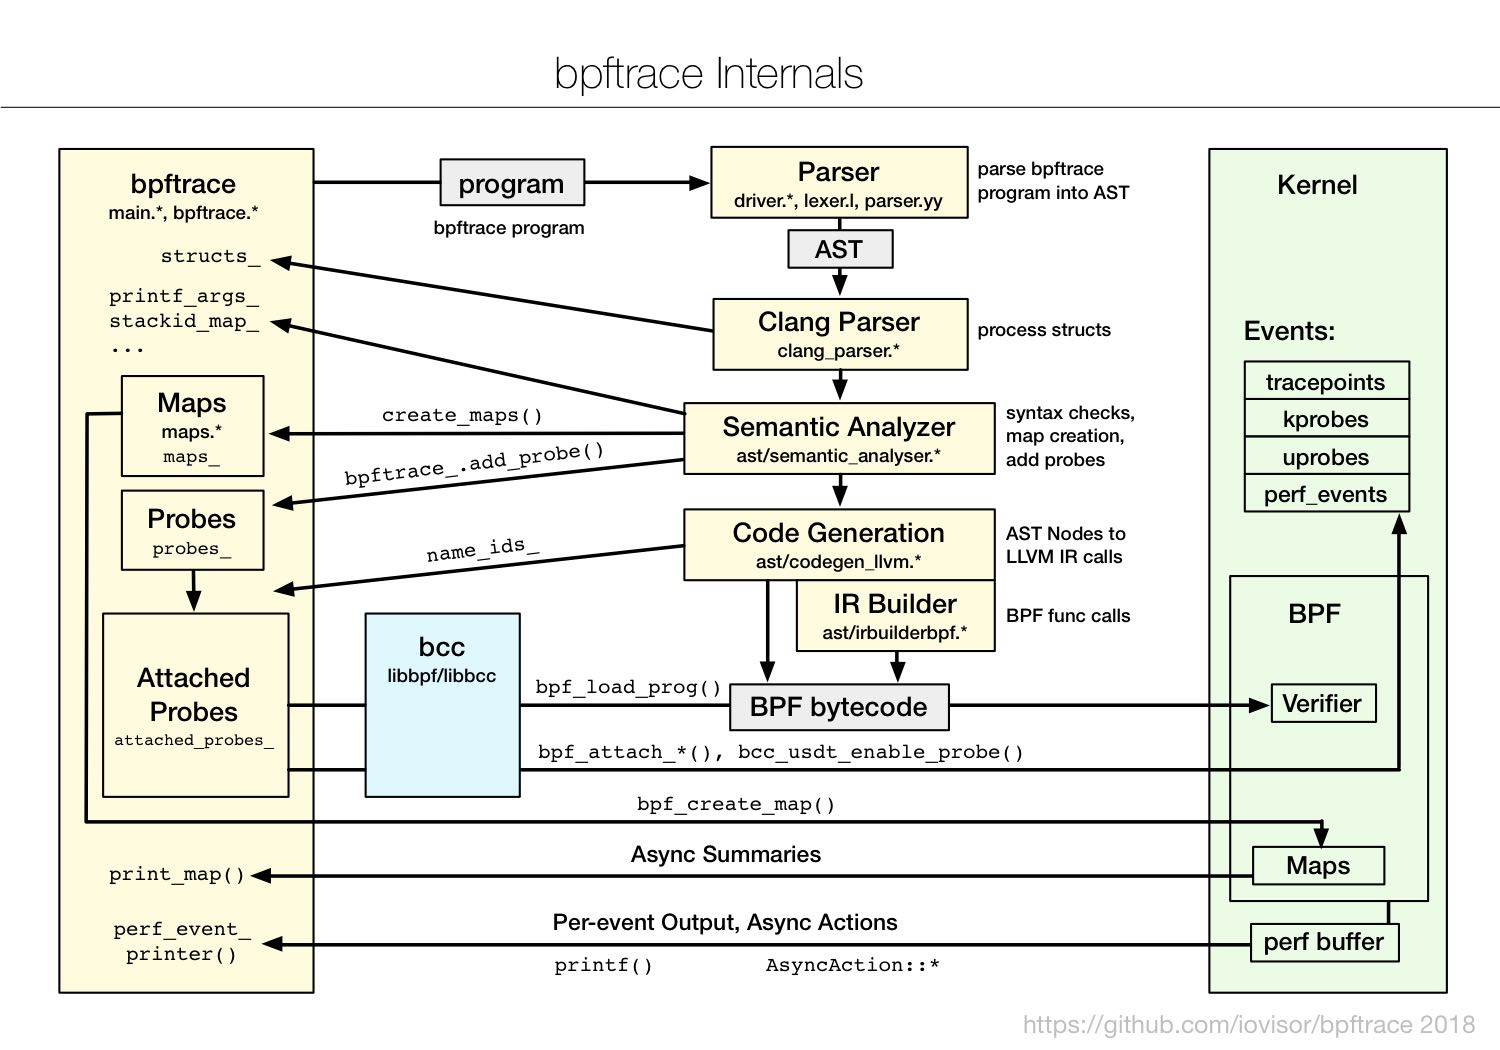 bpftrace Internals
bpftrace
main.*, bpftrace.*
structs_
printf_args_
stackid_map_
...
Maps
maps.*
maps_
Probes
probes_
Attached
Probes
attached_probes_
print_map()
perf_event_
printer()
program
bpftrace program
create_maps()
bpftrace_.add_probe()
name_ids_
bcc
libbpf/libbcc
bpf_load_prog()
bpf_attach_*(), bcc_usdt_enable_probe()
bpf_create_map()
Async Summaries
Per-event Output, Async Actions
printf()
AsyncAction::*
Parser
driver.*, lexer.l, parser.yy
parse bpftrace
program into AST
AST
Clang Parser
clang_parser.*
process structs
Semantic Analyzer
ast/semantic_analyser.*
syntax checks,
map creation,
add probes
Code Generation
ast/codegen_llvm.*
AST Nodes to
LLVM IR calls
IR Builder
ast/irbuilderbpf.*
BPF func calls
BPF bytecode
Kernel
Events:
tracepoints
kprobes
uprobes
perf_events
BPF
Verifier
Maps
perf buffer
https://github.com/iovisor/bpftrace 2018